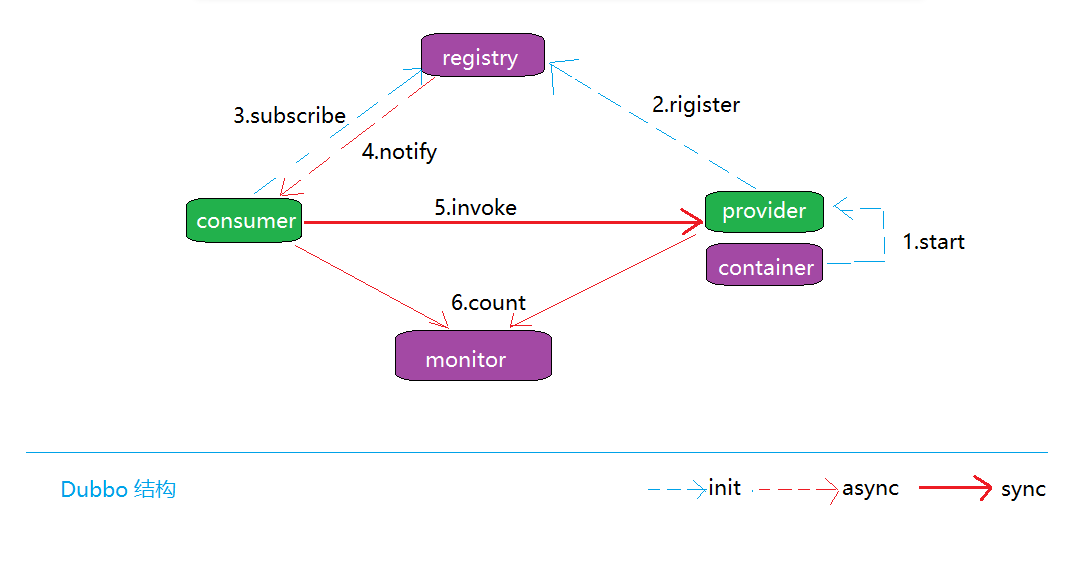 registry
3.subscribe
2.rigister
4.notify
consumer
5.invoke
provider
container
1.start
6.count
monitor
Dubbo 结构
init
async
sync